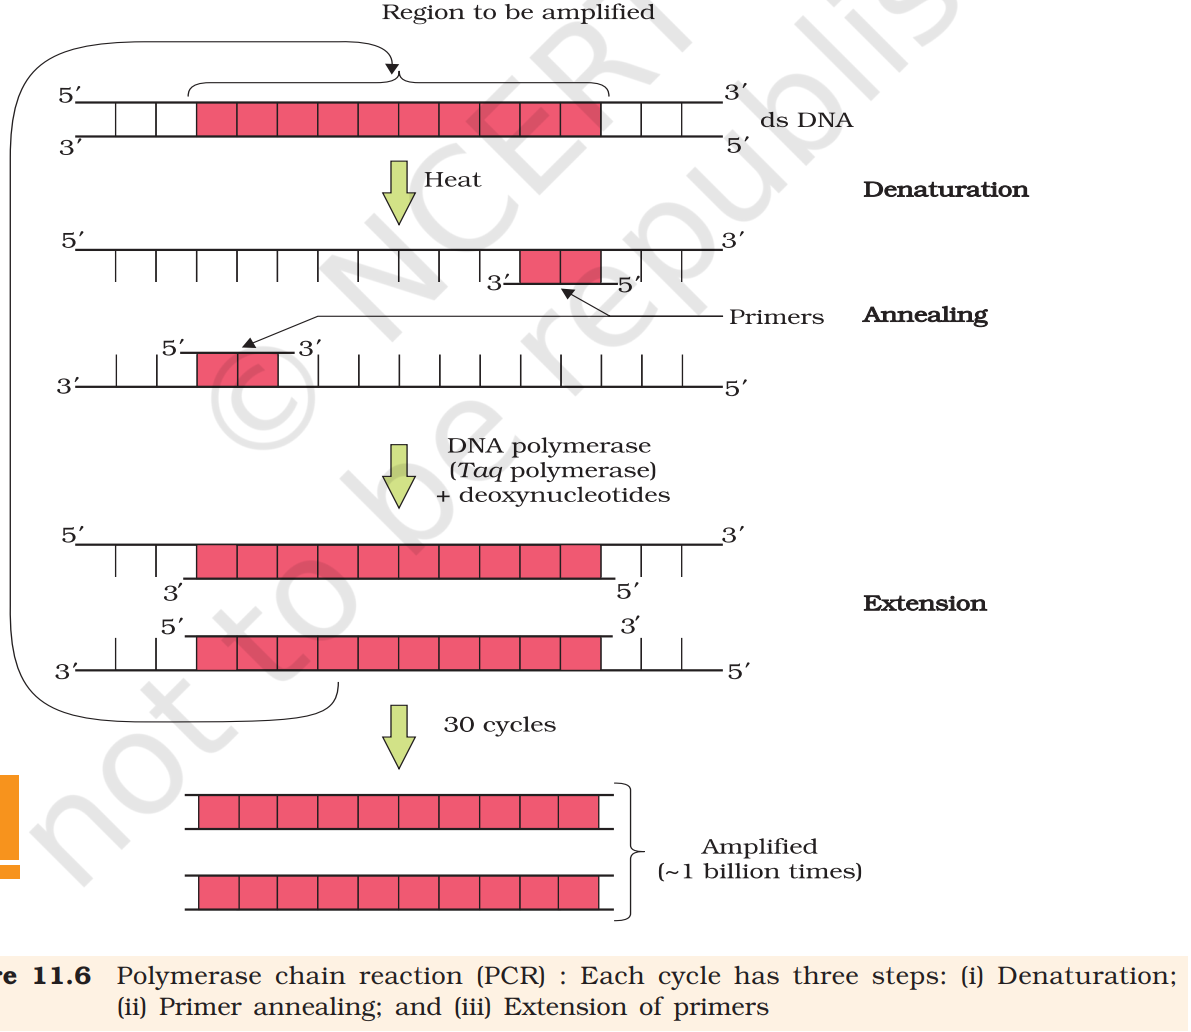 Region to be amplified
5′ 3′
ds DNA
3′ 5′
Heat
Denaturation
5′ 3′
3′ 5′
Primers Annealing
5′ 3′
3′ 5′
DNA polymerase
(Taq polymerase)
+ deoxynucleotides
5′ 3′
3′ 5′
Extension
5′ 3′
3′ 5′
30 cycles
Amplified
(~1 billion times)
re 11.6 Polymerase chain reaction (PCR) : Each cycle has three steps: (i) Denaturation;
(ii) Primer annealing; and (iii) Extension of primers
© NCERT
not to be republis